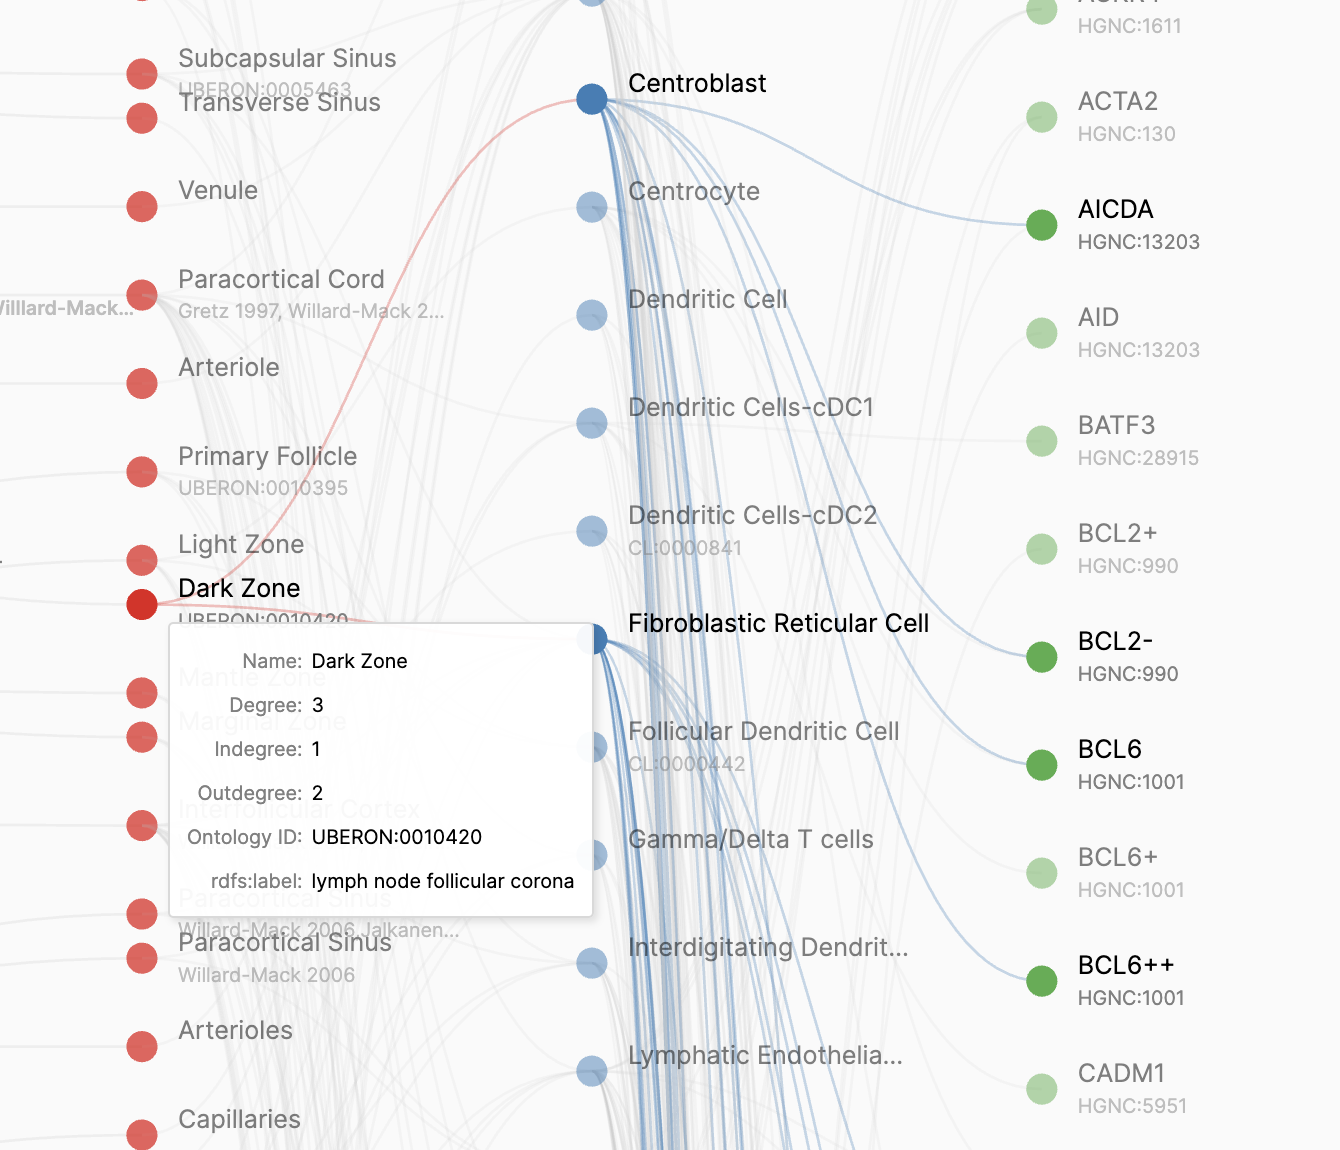 Subcapsular Sinus
UBERON:0005463
Transverse Sinus
Venule
Paracortical Cord
Gretz 1997, Willard-Mack 2...
Willard-Mack...
Arteriole
Primary Follicle
UBERON:0010395
Light Zone
Dark Zone
UBERON:0010420
Name: Dark Zone
Degree: 3
Indegree: 1
Outdegree: 2
Ontology ID: UBERON:0010420
rdfs:label: lymph node follicular corona
Mantle Zone
Marginal Zone
Interfollicular Cortex
Paracortical Sinus
Willard-Mack 2006,Jalkanen...
Paracortical Sinus
Willard-Mack 2006
Arterioles
Capillaries
Centroblast
Centrocyte
Dendritic Cell
Dendritic Cells-cDC1
Dendritic Cells-cDC2
CL:0000841
Fibroblastic Reticular Cell
Follicular Dendritic Cell
CL:0000442
Gamma/Delta T cells
Interdigitating Dendrit...
Lymphatic Endothelia...
HGNC:1611
ACTA2
HGNC:130
AICDA
HGNC:13203
AID
HGNC:13203
BATF3
HGNC:28915
BCL2+
HGNC:990
BCL2-
HGNC:990
BCL6
HGNC:1001
BCL6+
HGNC:1001
BCL6++
HGNC:1001
CADM1
HGNC:5951